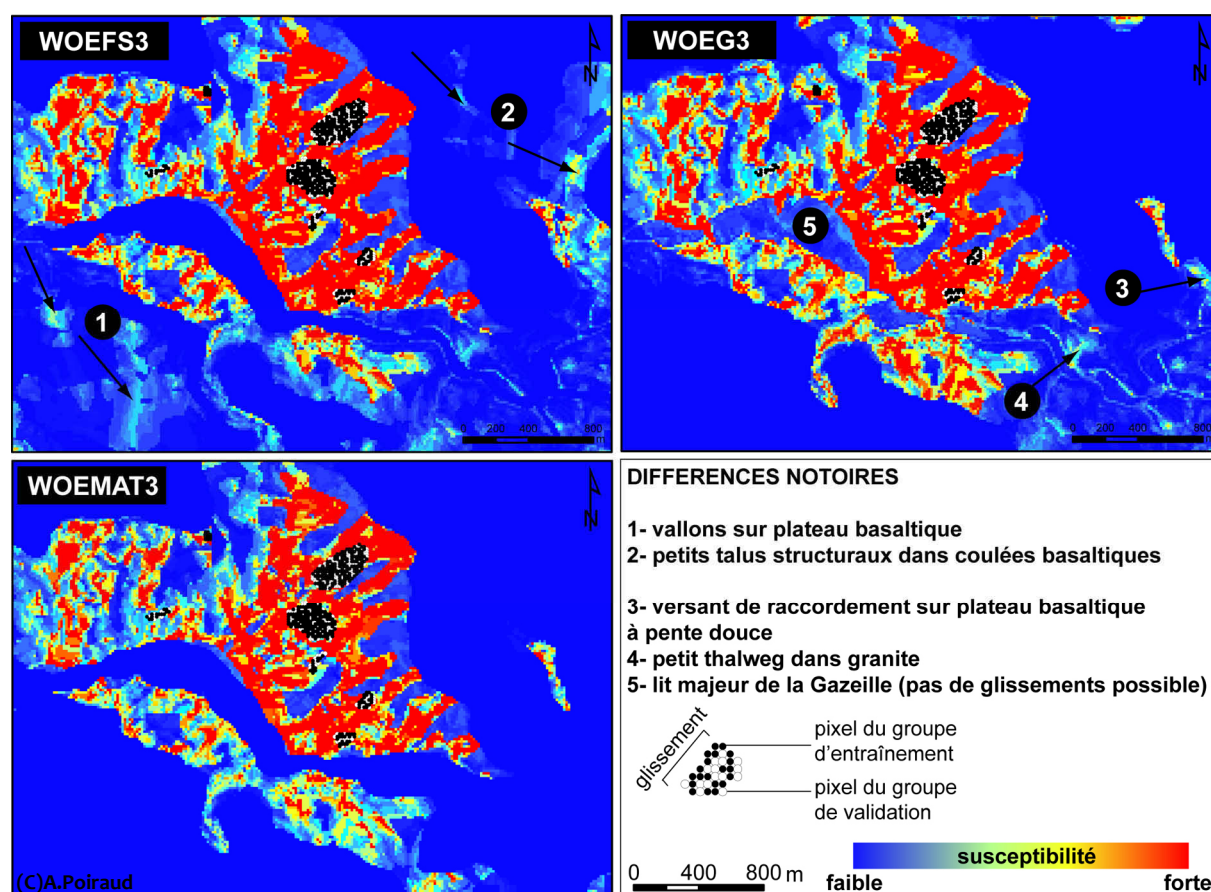 WOEFS3
N
2
1
0 200 400 800
m
WOEG3
N
5
3
4
0 200 400 800
m
WOEMAT3
N
(C)A.Poiraud
DIFFERENCES NOTOIRES
1- vallons sur plateau basaltique
2- petits talus structuraux dans coulées basaltiques
3- versant de raccordement sur plateau basaltique
à pente douce
4- petit thalweg dans granite
5- lit majeur de la Gazeille (pas de glissements possible)
glissement
pixel du groupe
d'entraînement
pixel du groupe
de validation
0 400 800 m
susceptibilité
faible forte